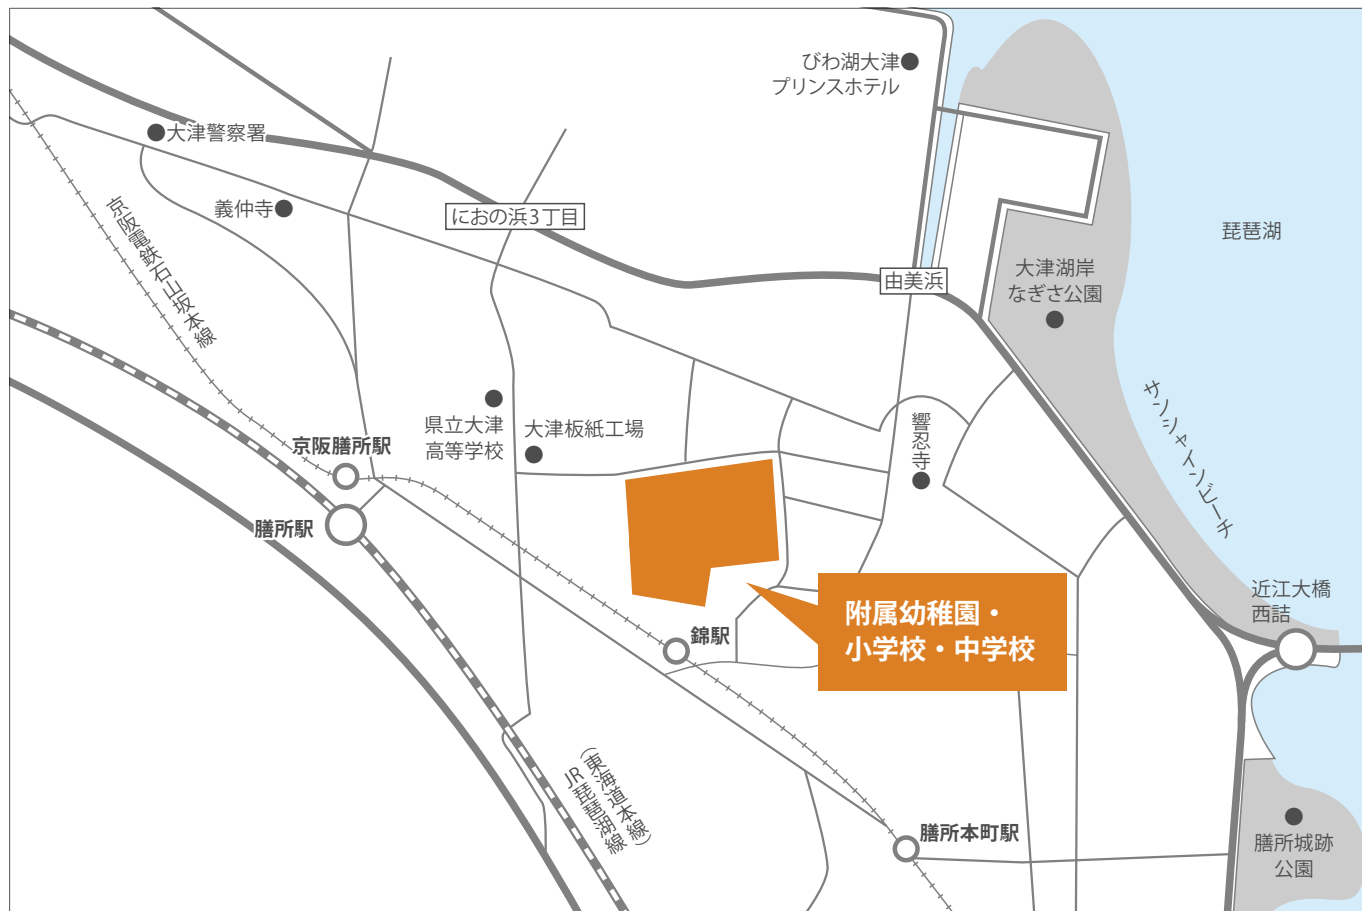 びわ湖大津
プリンスホテル
大津警察署
義仲寺
京阪電鉄石山坂本線
におの浜3丁目
琵琶湖
由美浜
大津湖岸
なぎさ公園
サンシャインビーチ
県立大津
高等学校
大津板紙工場
響忍寺
京阪膳所駅
膳所駅
附属幼稚園・
小学校・中学校
錦駅
近江大橋
西詰
JR琵琶湖線
（東海道本線）
膳所本町駅
膳所城跡
公園